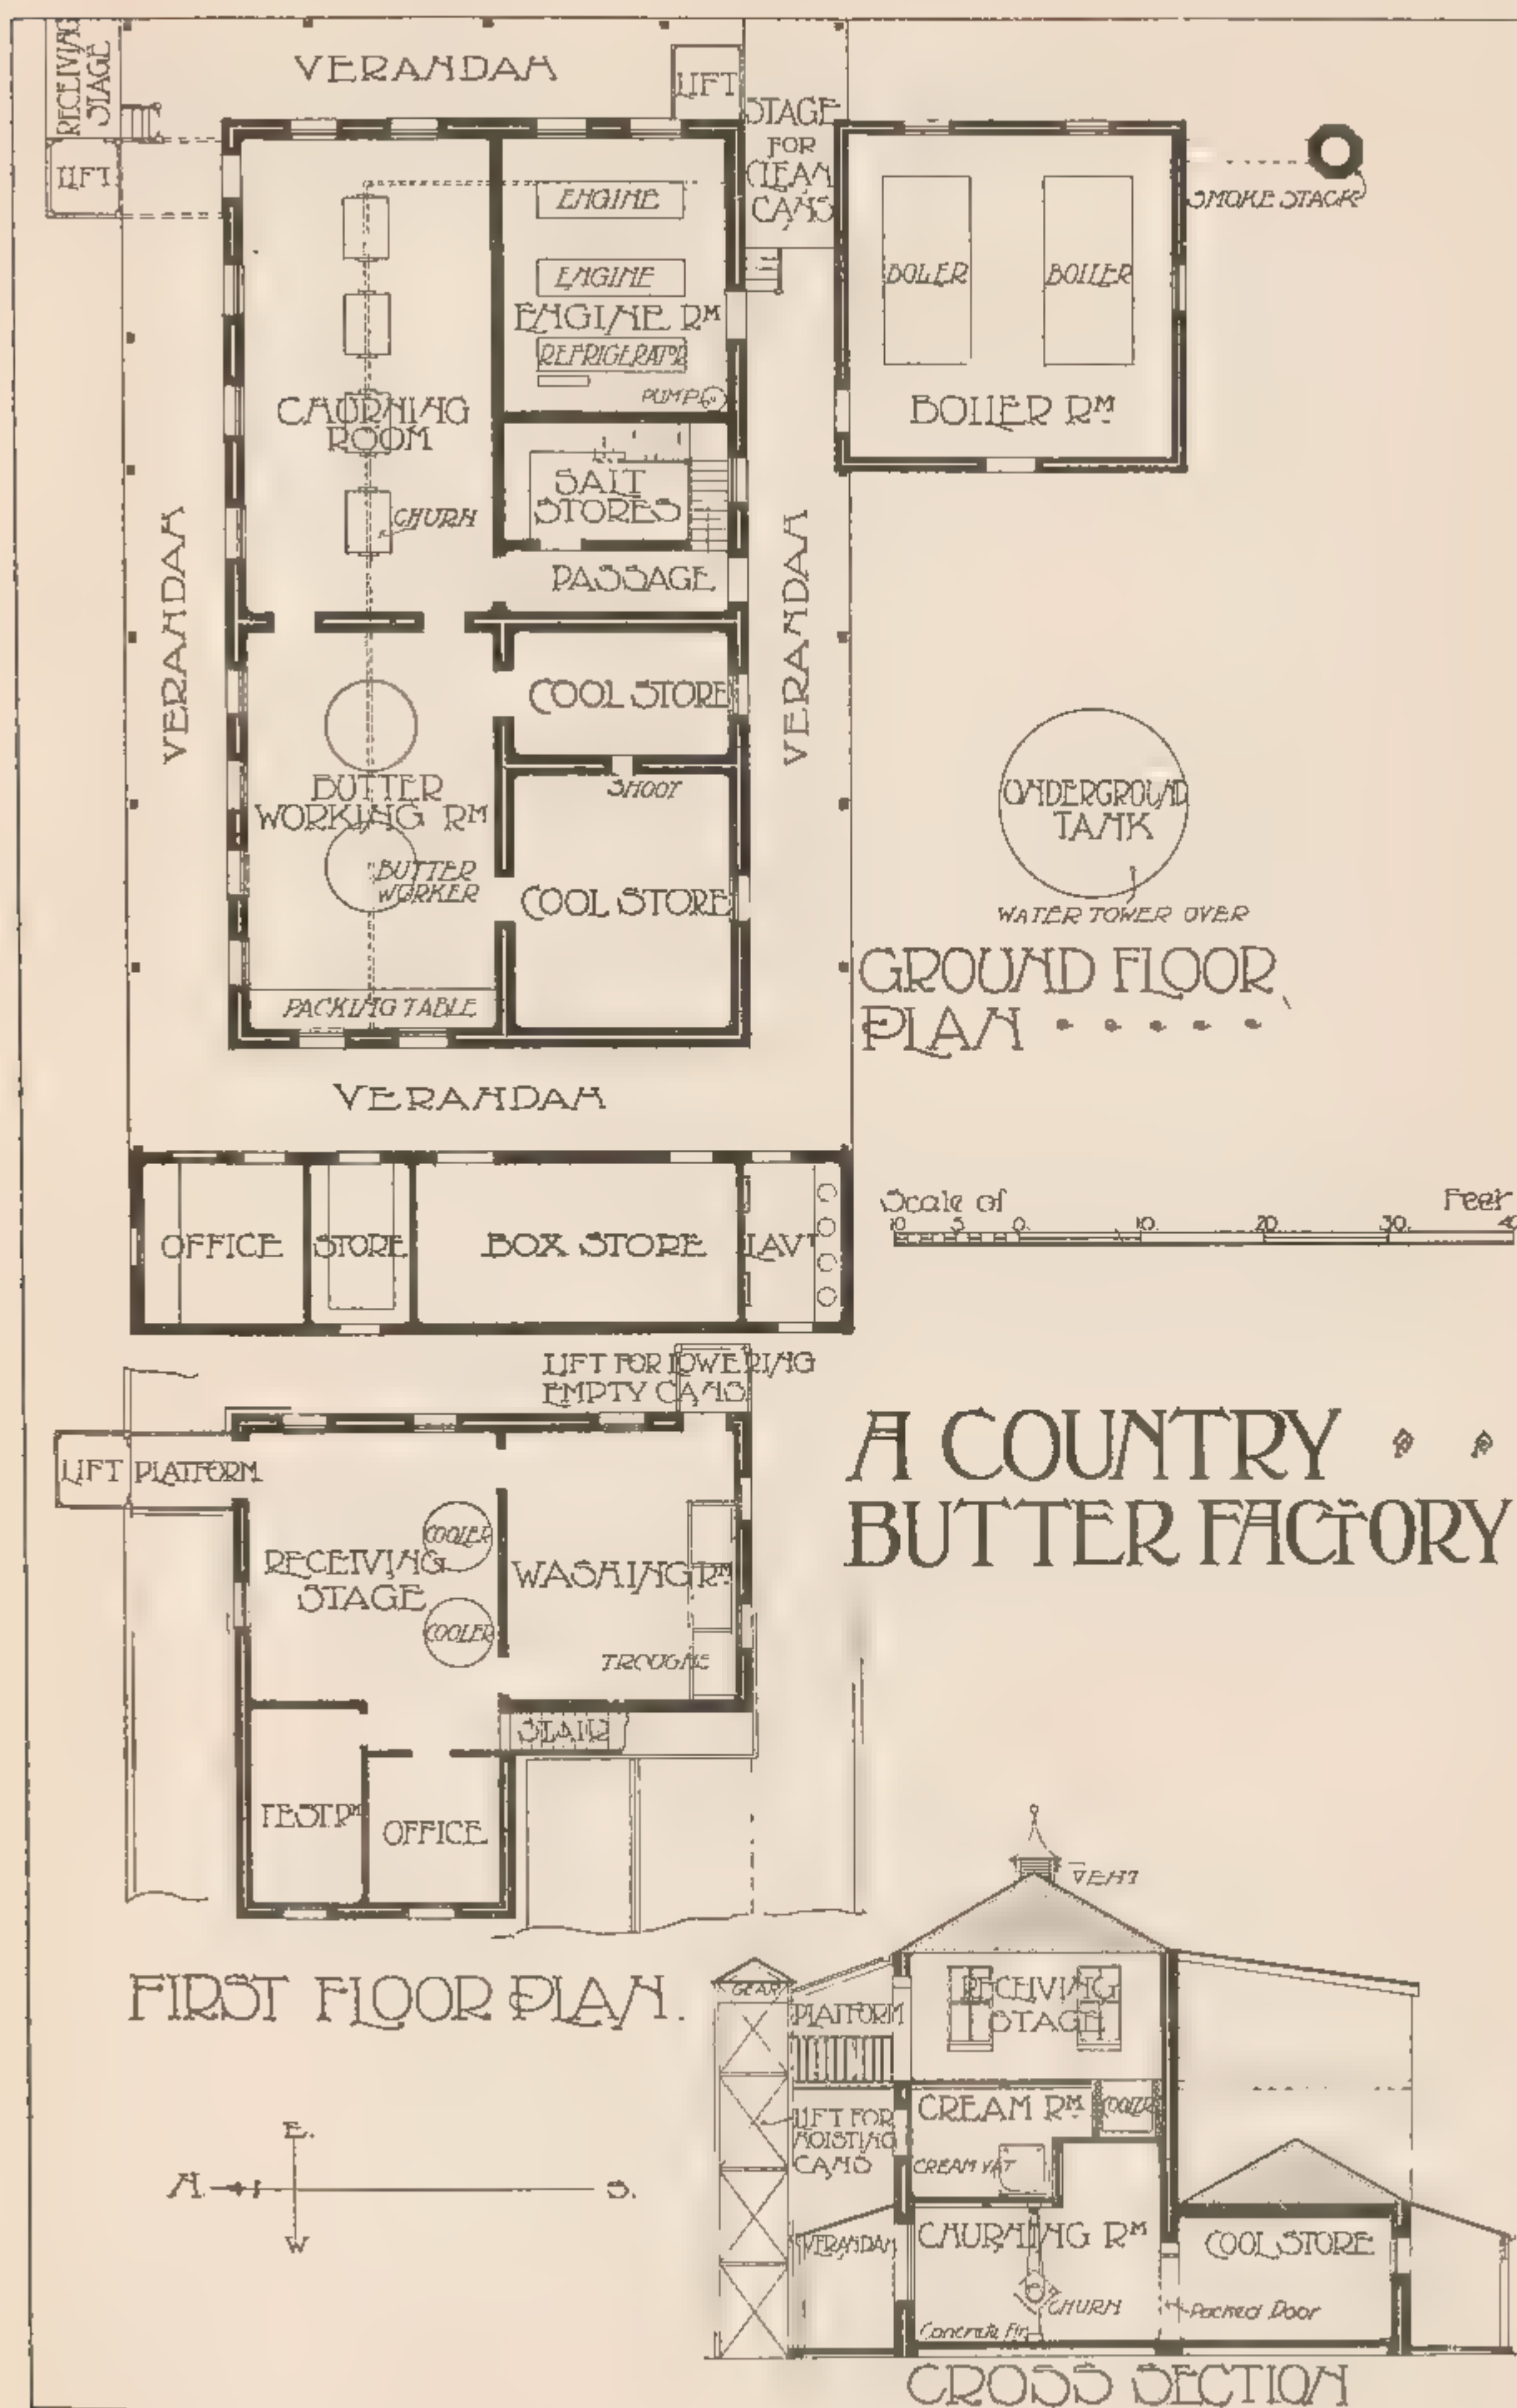 RECEIVING
STAGE
VERANDAH
LIFT
STAGE
FOR
CLEAN
CANS
LIFT
SMOKE STACK
ENGINE
ENGINE
ENGINE RM
REFRIGERATR
PUMP
BOILER
BOILER
BOILER RM
CHURNING
ROOM
CHURN
SALT
STORES
PASSAGE
VERANDAH
VERANDAH
COOL STORE
SHOOT
BUTTER
WORKING RM
BUTTER
WORKER
COOL STORE
PACKING TABLE
UNDERGROUND
TANK
WATER TOWER OVER
GROUND FLOOR
PLAN
VERANDAH
OFFICE
STORE
BOX STORE
LAVT
Scale of
Feet
10 5 0 10 20 30 40
LIFT FOR LOWERING
EMPTY CANS
LIFT PLATFORM
COOLER
RECEIVING
STAGE
COOLER
WASHING RM
TROUGHS
STAIR
TEST RM
OFFICE
A COUNTRY
BUTTER FACTORY
FIRST FLOOR PLAN.
E.
N.
S.
W
VENT
GEAR
PLATFORM
RECEIVING
STAGE
LIFT FOR
HOISTING
CANS
CREAM RM
COOLER
CREAM VAT
VERANDAH
CHURNING RM
CHURN
Concrete Flr
COOL STORE
Packed Door
CROSS SECTION